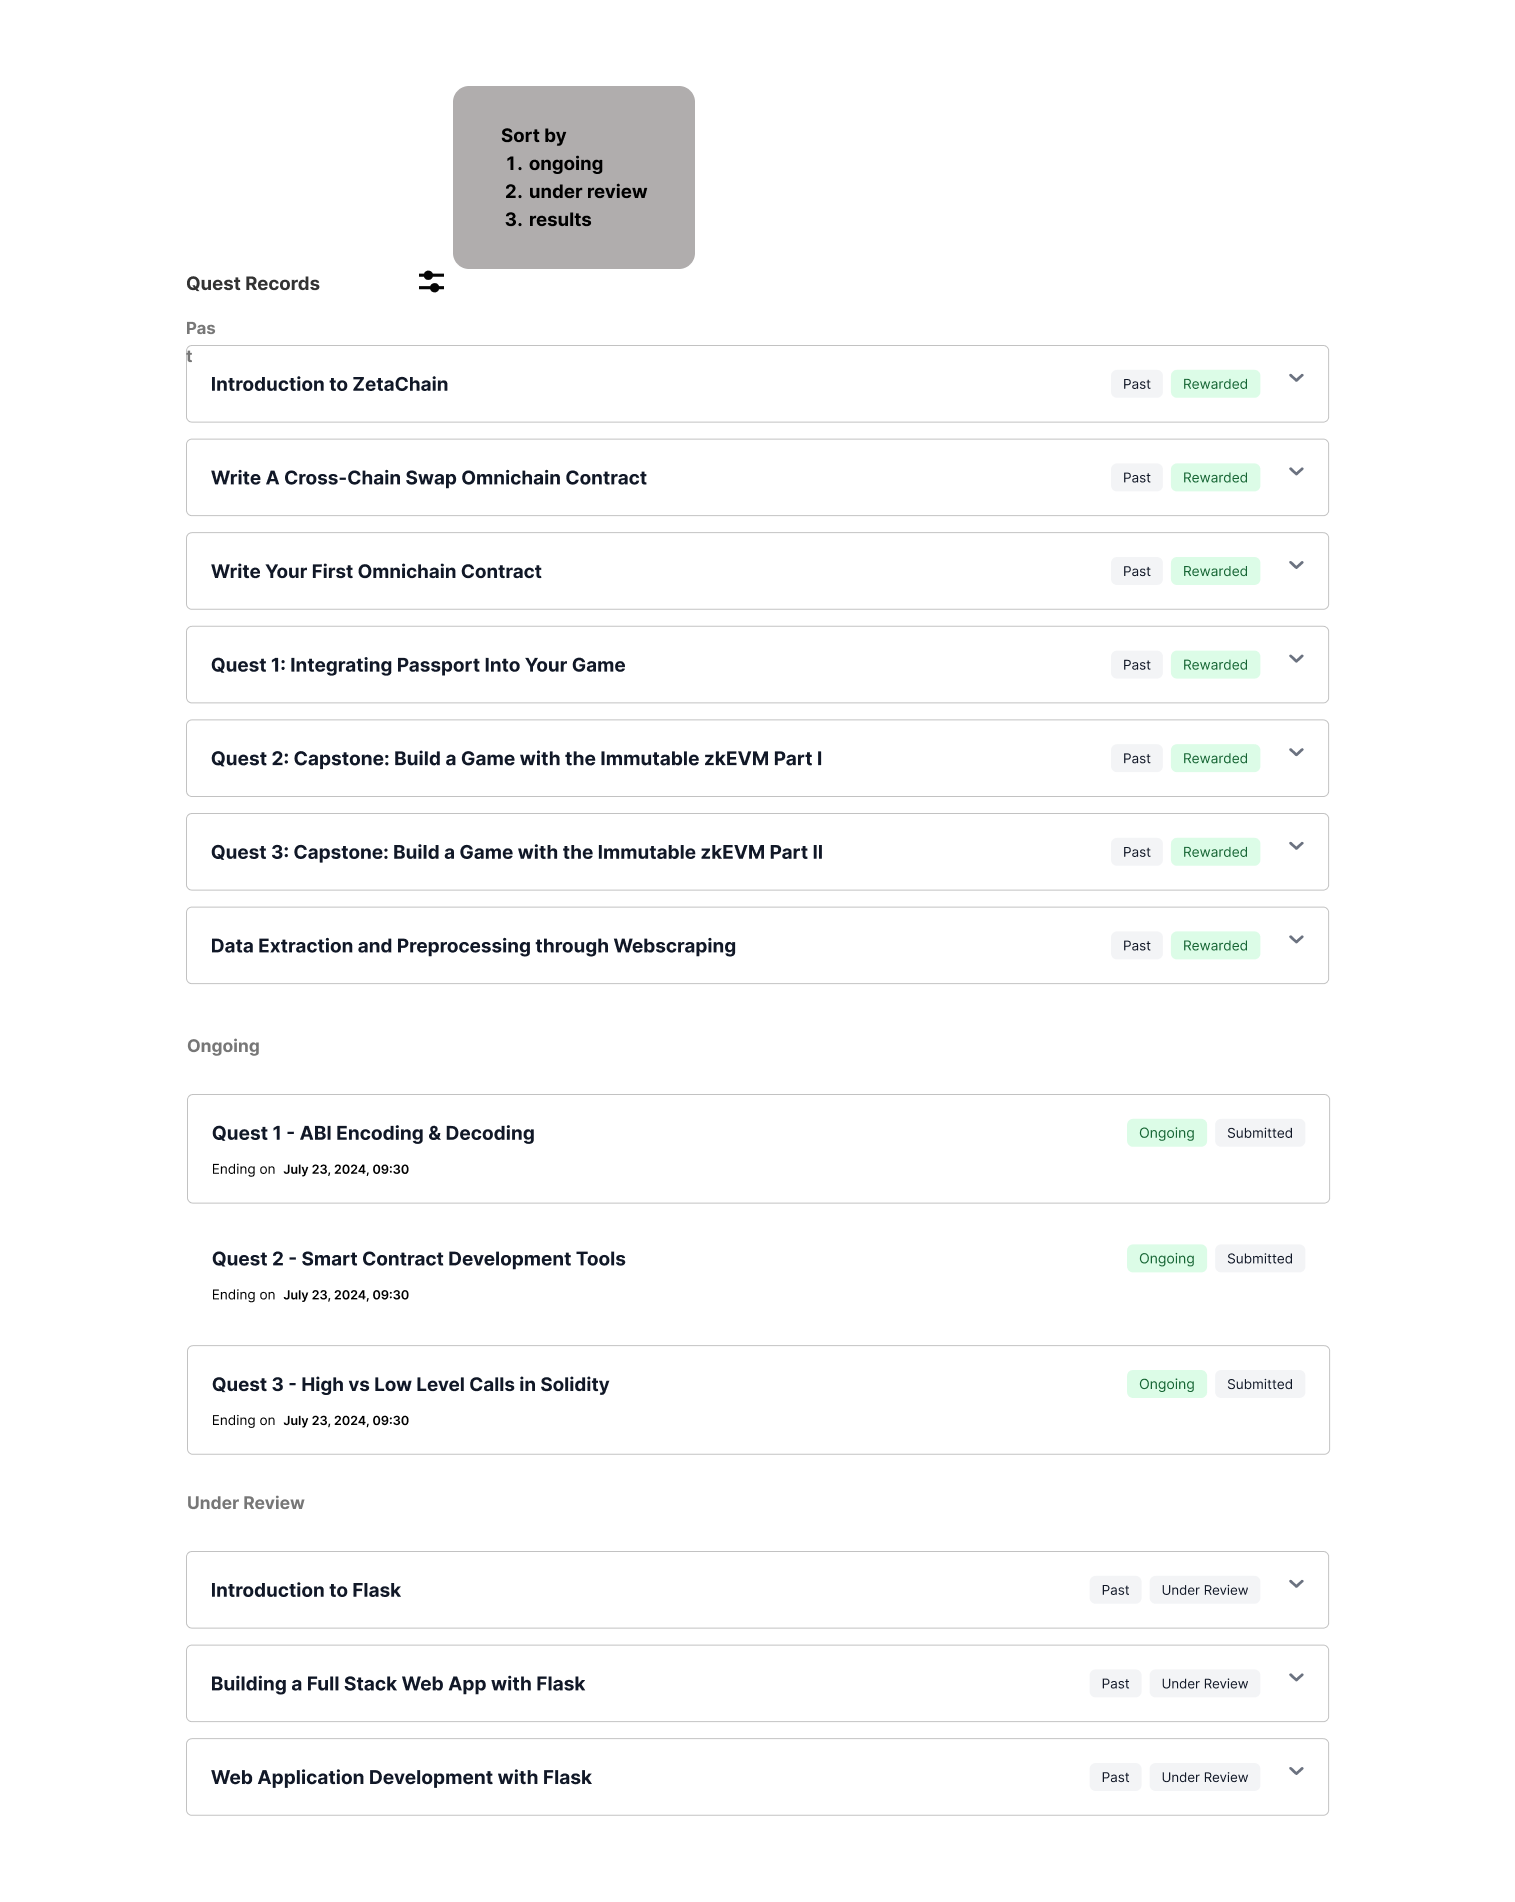 Sort by
1. ongoing
2. under review
3. results
Quest Records
Pas
t
Introduction to ZetaChain Past Rewarded
Write A Cross-Chain Swap Omnichain Contract Past Rewarded
Write Your First Omnichain Contract Past Rewarded
Quest 1: Integrating Passport Into Your Game Past Rewarded
Quest 2: Capstone: Build a Game with the Immutable zkEVM Part I Past Rewarded
Quest 3: Capstone: Build a Game with the Immutable zkEVM Part II Past Rewarded
Data Extraction and Preprocessing through Webscraping Past Rewarded
Ongoing
Quest 1 - ABI Encoding & Decoding Ongoing Submitted
Ending on July 23, 2024, 09:30
Quest 2 - Smart Contract Development Tools Ongoing Submitted
Ending on July 23, 2024, 09:30
Quest 3 - High vs Low Level Calls in Solidity Ongoing Submitted
Ending on July 23, 2024, 09:30
Under Review
Introduction to Flask Past Under Review
Building a Full Stack Web App with Flask Past Under Review
Web Application Development with Flask Past Under Review